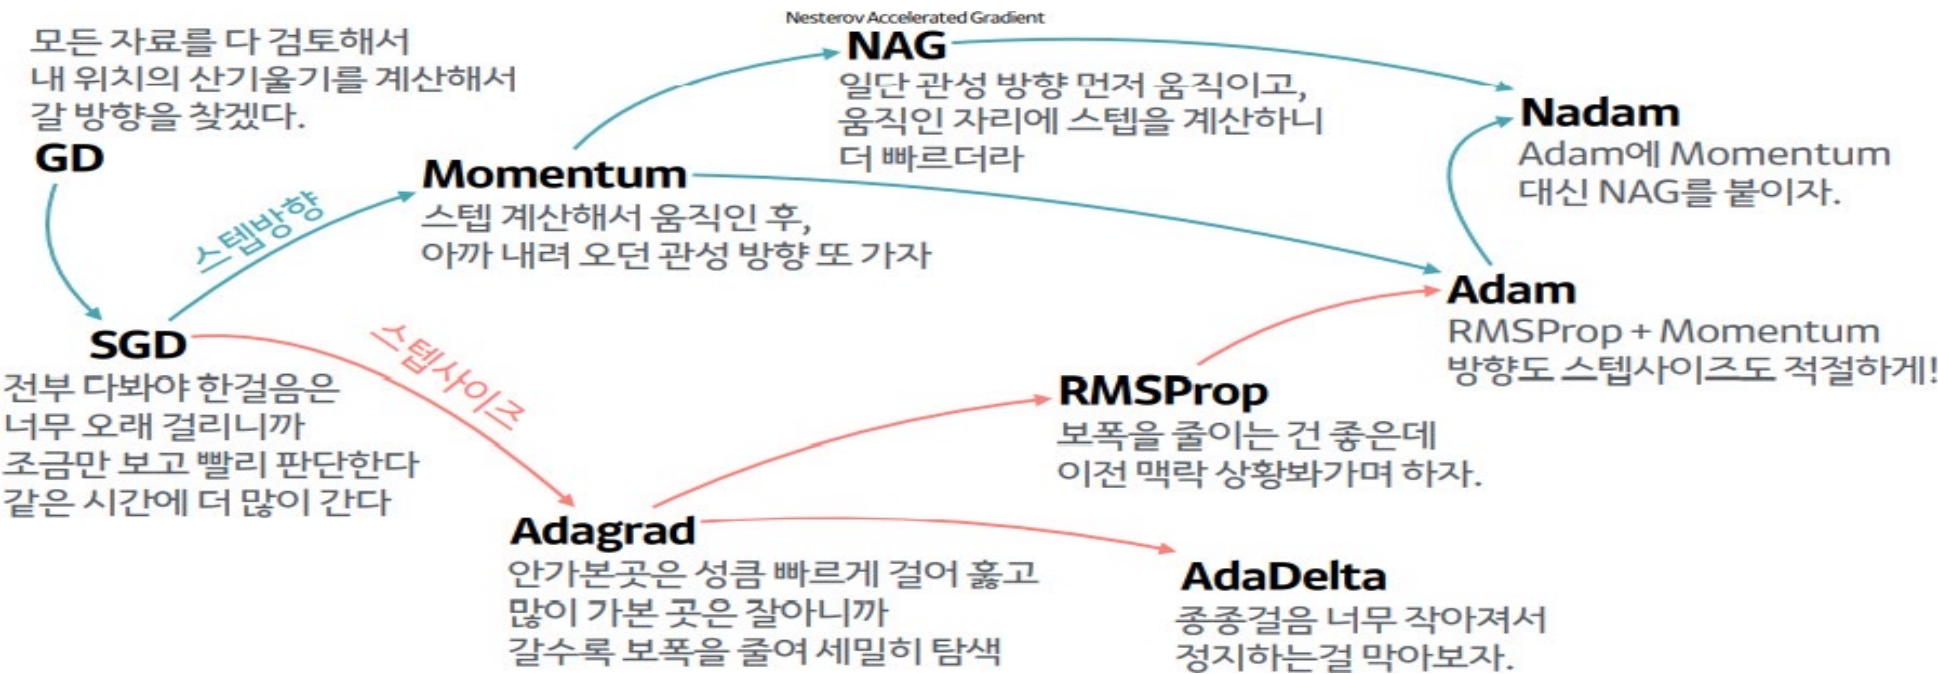 모든 자료를 다 검토해서
내 위치의 산기울기를 계산해서
갈 방향을 찾겠다.
GD
스텝방향
Nesterov Accelerated Gradient
NAG
일단 관성 방향 먼저 움직이고,
움직인 자리에 스텝을 계산하니
더 빠르더라
Momentum
스텝 계산해서 움직인 후,
아까 내려 오던 관성 방향 또 가자
Nadam
Adam에 Momentum
대신 NAG를 붙이자.
SGD
전부 다봐야 한걸음은
너무 오래 걸리니까
조금만 보고 빨리 판단한다
같은 시간에 더 많이 간다
스텝사이즈
Adam
RMSProp + Momentum
방향도 스텝사이즈도 적절하게!
RMSProp
보폭을 줄이는 건 좋은데
이전 맥락 상황봐가며 하자.
Adagrad
안가본곳은 성큼 빠르게 걸어 훑고
많이 가본 곳은 잘아니까
갈수록 보폭을 줄여 세밀히 탐색
AdaDelta
종종걸음 너무 작아져서
정지하는걸 막아보자.